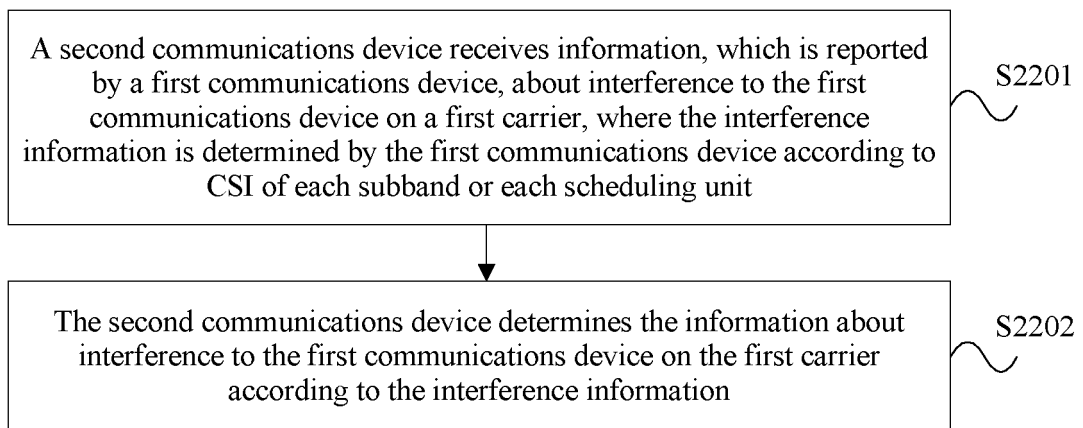 A second communications device receives information, which is reported
by a first communications device, about interference to the first
communications device on a first carrier, where the interference
information is determined by the first communications device according to
CSI of each subband or each scheduling unit
S2201
The second communications device determines the information about
interference to the first communications device on the first carrier
according to the interference information
S2202